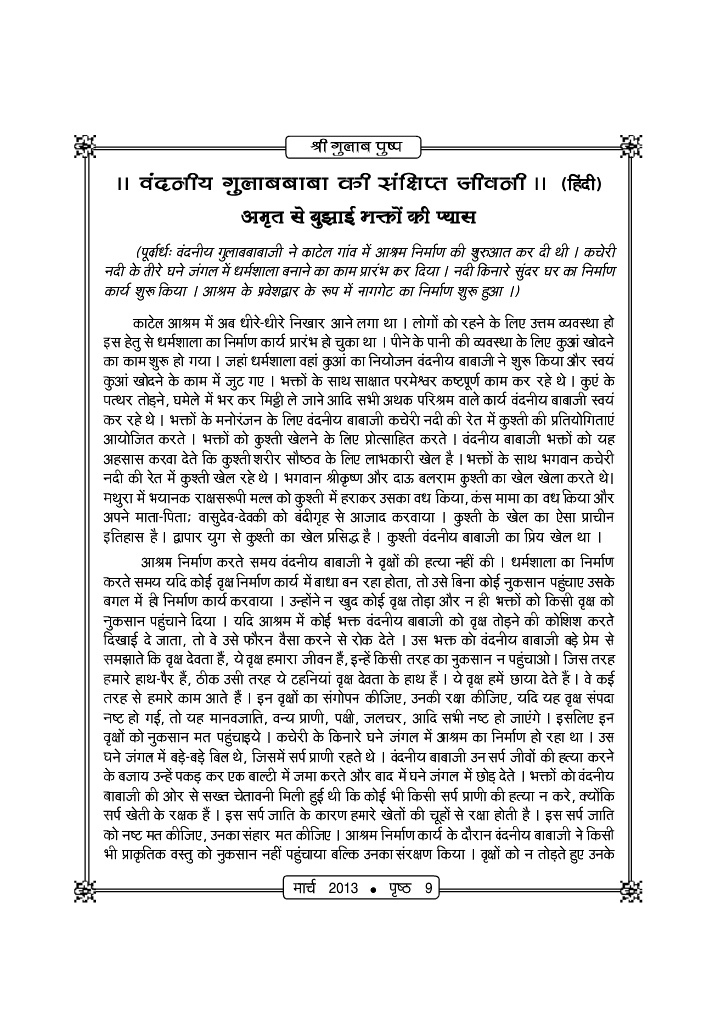 श्री गुलाब पुष्प
।। वंदनीय गुलाबबाबा की संक्षिप्त जीवनी ।। (हिंदी)
अमृत से बुझाई भक्तों की प्यास
(पूर्वार्धः वंदनीय गुलाबबाबाजी ने काटेल गांव में आश्रम निर्माण की शुरुआत कर दी थी । कचेरी
नदी के तीरे घने जंगल में धर्मशाला बनाने का काम प्रारंभ कर दिया । नदी किनारे सुंदर घर का निर्माण
कार्य शुरू किया । आश्रम के प्रवेशद्वार के रूप में नागगेट का निर्माण शुरू हुआ ।)
काटेल आश्रम में अब धीरे-धीरे निखार आने लगा था । लोगों को रहने के लिए उत्तम व्यवस्था हो
इस हेतु से धर्मशाला का निर्माण कार्य प्रारंभ हो चुका था । पीने के पानी की व्यवस्था के लिए कुआं खोदने
का काम शुरू हो गया । जहां धर्मशाला वहां कुआं का नियोजन वंदनीय बाबाजी ने शुरू किया और स्वयं
कुआं खोदने के काम में जुट गए । भक्तों के साथ साक्षात परमेश्वर कष्टपूर्ण काम कर रहे थे । कुएं के
पत्थर तोड़ने, घमेले में भर कर मिट्ठी ले जाने आदि सभी अथक परिश्रम वाले कार्य वंदनीय बाबाजी स्वयं
कर रहे थे । भक्तों के मनोरंजन के लिए वंदनीय बाबाजी कचेरी नदी की रेत में कुश्ती की प्रतियोगिताएं
आयोजित करते । भक्तों को कुश्ती खेलने के लिए प्रोत्साहित करते । वंदनीय बाबाजी भक्तों को यह
अहसास करवा देते कि कुश्ती शरीर सौष्ठव के लिए लाभकारी खेल है । भक्तों के साथ भगवान कचेरी
नदी की रेत में कुश्ती खेल रहे थे । भगवान श्रीकृष्ण और दाऊ बलराम कुश्ती का खेल खेला करते थे।
मथुरा में भयानक राक्षसरूपी मल्ल को कुश्ती में हराकर उसका वध किया, कंस मामा का वध किया और
अपने माता-पिता; वासुदेव-देवकी को बंदीगृह से आजाद करवाया । कुश्ती के खेल का ऐसा प्राचीन
इतिहास है । द्वापार युग से कुश्ती का खेल प्रसिद्ध है । कुश्ती वंदनीय बाबाजी का प्रिय खेल था ।
आश्रम निर्माण करते समय वंदनीय बाबाजी ने वृक्षों की हत्या नहीं की । धर्मशाला का निर्माण
करते समय यदि कोई वृक्ष निर्माण कार्य में बाधा बन रहा होता, तो उसे बिना कोई नुकसान पहुंचाए उसके
बगल में ही निर्माण कार्य करवाया । उन्होंने न खुद कोई वृक्ष तोड़ा और न ही भक्तों को किसी वृक्ष को
नुकसान पहुंचाने दिया । यदि आश्रम में कोई भक्त वंदनीय बाबाजी को वृक्ष तोड़ने की कोशिश करते
दिखाई दे जाता, तो वे उसे फौरन वैसा करने से रोक देते । उस भक्त को वंदनीय बाबाजी बड़े प्रेम से
समझाते कि वृक्ष देवता हैं, ये वृक्ष हमारा जीवन हैं, इन्हें किसी तरह का नुकसान न पहुंचाओ । जिस तरह
हमारे हाथ-पैर हैं, ठीक उसी तरह ये टहनियां वृक्ष देवता के हाथ हैं । ये वृक्ष हमें छाया देते हैं । वे कई
तरह से हमारे काम आते हैं । इन वृक्षों का संगोपन कीजिए, उनकी रक्षा कीजिए, यदि यह वृक्ष संपदा
नष्ट हो गई, तो यह मानवजाति, वन्य प्राणी, पक्षी, जलचर, आदि सभी नष्ट हो जाएंगे । इसलिए इन
वृक्षों को नुकसान मत पहुंचाइये । कचेरी के किनारे घने जंगल में आश्रम का निर्माण हो रहा था । उस
घने जंगल में बड़े-बड़े बिल थे, जिसमें सर्प प्राणी रहते थे । वंदनीय बाबाजी उन सर्प जीवों की हत्या करने
के बजाय उन्हें पकड़ कर एक बाल्टी में जमा करते और बाद में घने जंगल में छोड़ देते । भक्तों को वंदनीय
बाबाजी की ओर से सख्त चेतावनी मिली हुई थी कि कोई भी किसी सर्प प्राणी की हत्या न करे, क्योंकि
सर्प खेती के रक्षक हैं । इस सर्प जाति के कारण हमारे खेतों की चूहों से रक्षा होती है । इस सर्प जाति
को नष्ट मत कीजिए, उनका संहार मत कीजिए । आश्रम निर्माण कार्य के दौरान वंदनीय बाबाजी ने किसी
भी प्राकृतिक वस्तु को नुकसान नहीं पहुंचाया बल्कि उनका संरक्षण किया । वृक्षों को न तोड़ते हुए उनके
मार्च 2013 • पृष्ठ 9